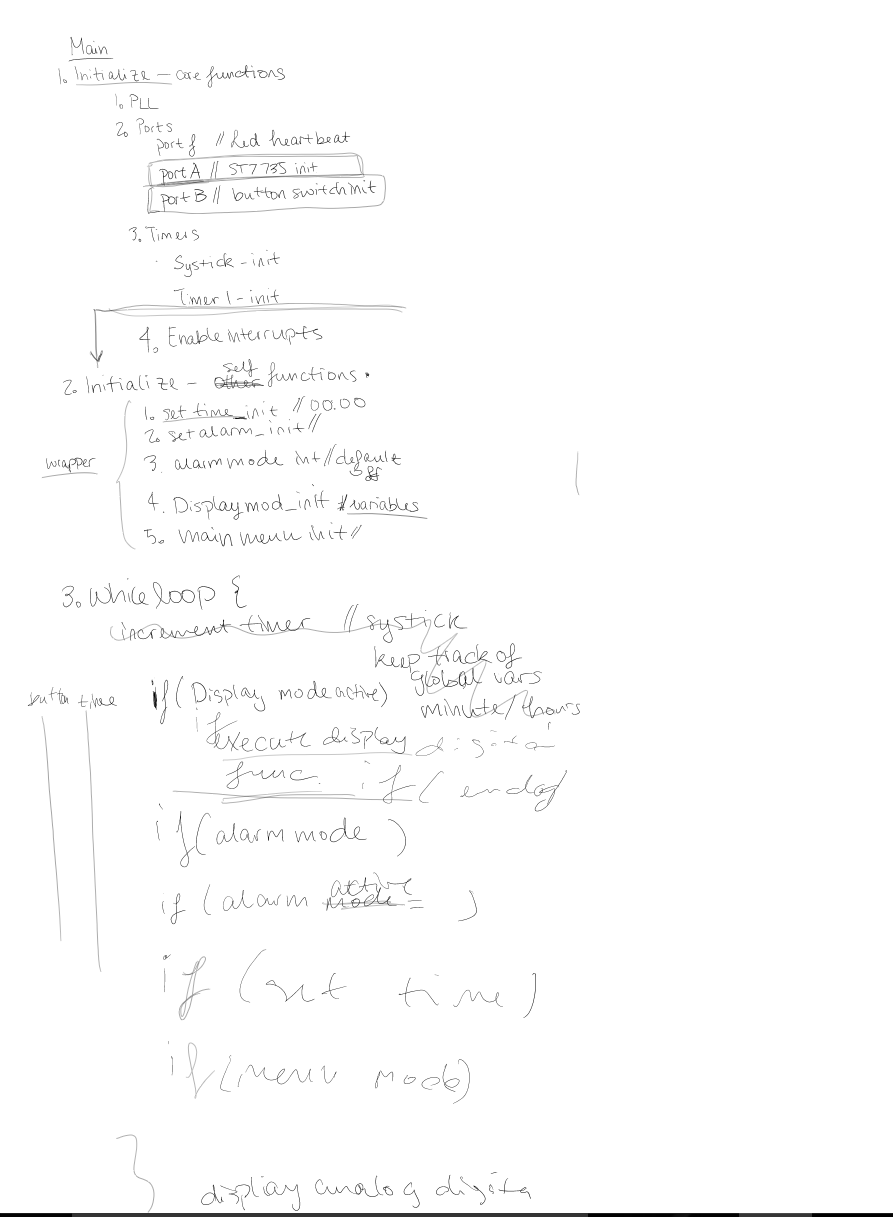 Main
1. Initialize – core functions
1. PLL
2. Ports
port f // Led heartbeat
port A // ST7735 init
port B // button switch init
3. Timers
Systick - init
Timer 1 - init
4. Enable interrupts
2. Initialize - Other self functions.
1. set time_init // 00.00
2. set alarm_init //
3. alarm mode int // default
off
wrapper
4. Display mod_init // variables
5. Main menu init //
3. While loop {
increment timer // systick
keep track of
global vars
minute / hours
button time
if (Display mode active)
if
execute display digital
func. if (
if (alarm mode )
if (alarm mode active = )
if (set time)
if (menu mode)
}
display analog digita